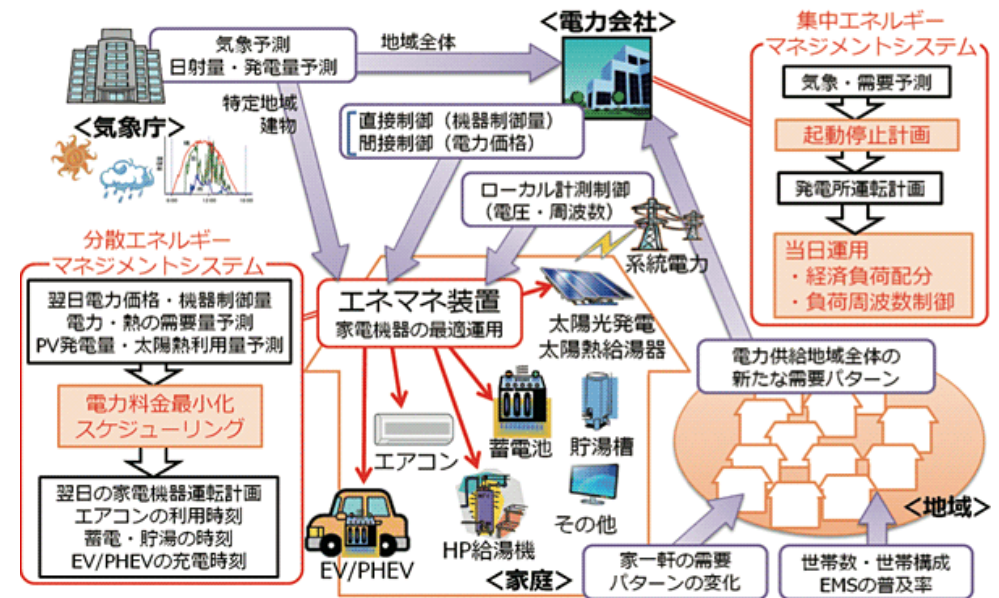 気象予測
日射量・発電量予測
地域全体
<電力会社>
集中エネルギー
マネジメントシステム
気象・需要予測
起動停止計画
発電所運転計画
当日運用
・経済負荷配分
・負荷周波数制御
<気象庁>
特定地域
建物
直接制御（機器制御量）
間接制御（電力価格）
ローカル計測制御
（電圧・周波数）
系統電力
6:00
12:00
分散エネルギー
マネジメントシステム
翌日電力価格・機器制御量
電力・熱の需要量予測
PV発電量・太陽熱利用量予測
電力料金最小化
スケジューリング
翌日の家電機器運転計画
エアコンの利用時刻
蓄電・貯湯の時刻
EV/PHEVの充電時刻
エネマネ装置
家電機器の最適運用
太陽光発電
太陽熱給湯器
エアコン
蓄電池
貯湯槽
EV/PHEV
HP給湯機
その他
<家庭>
電力供給地域全体の
新たな需要パターン
<地域>
家一軒の需要
パターンの変化
世帯数・世帯構成
EMSの普及率